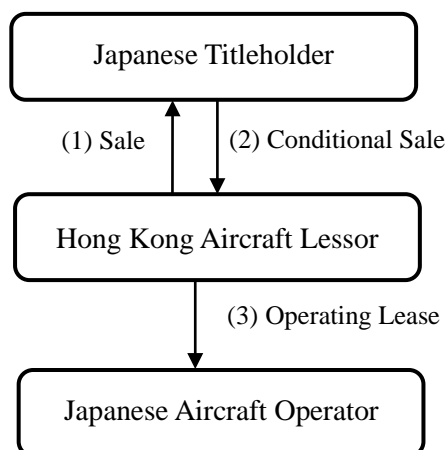 Japanese Titleholder
(1) Sale
(2) Conditional Sale
Hong Kong Aircraft Lessor
(3) Operating Lease
Japanese Aircraft Operator